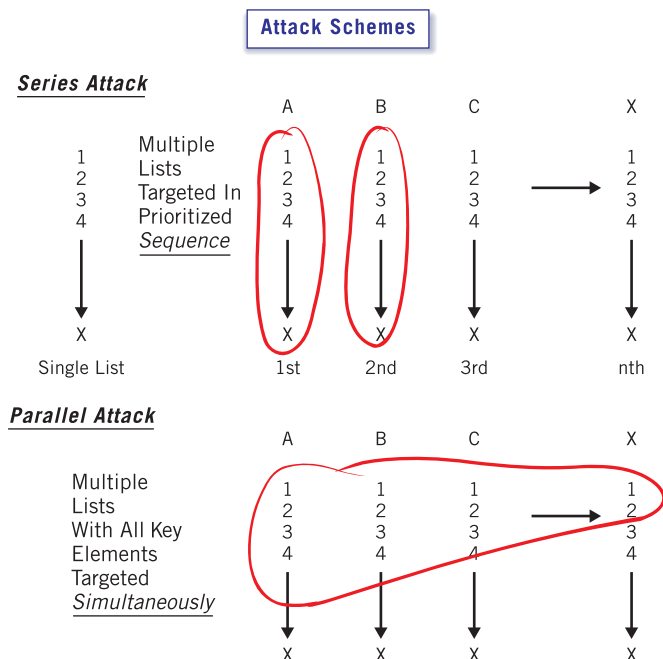 Attack Schemes
Series Attack
A B C X
Multiple
Lists
Targeted In
Prioritized
Sequence
1 1 1 1 1
2 2 2 2 2
3 3 3 3 3
4 4 4 4 4
X X X X X
Single List 1st 2nd 3rd nth
Parallel Attack
A B C X
Multiple
Lists
With All Key
Elements
Targeted
Simultaneously
1 1 1 1
2 2 2 2
3 3 3 3
4 4 4 4
X X X X